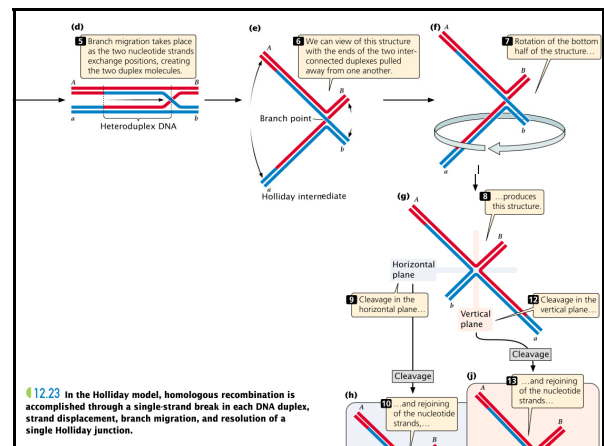 (d)
5 Branch migration takes place
as the two nucleotide strands
exchange positions, creating
the two duplex molecules.
A B
a b
Heteroduplex DNA
(e)
A
6 We can view of this structure
with the ends of the two inter-
connected duplexes pulled
away from one another.
B
Branch point
b
a
Holliday intermediate
(f)
A
7 Rotation of the bottom
half of the structure…
B
b
a
(g)
A
8 …produces
this structure.
B
Horizontal
plane
9 Cleavage in the
horizontal plane…
b
Vertical
plane
12 Cleavage in the
vertical plane…
a
Cleavage
Cleavage
(h)
A
10 …and rejoining
of the nucleotide
strands,…
B
(j)
A
13 …and rejoining
of the nucleotide
strands…
B
12.23 In the Holliday model, homologous recombination is
accomplished through a single-strand break in each DNA duplex,
strand displacement, branch migration, and resolution of a
single Holliday junction.